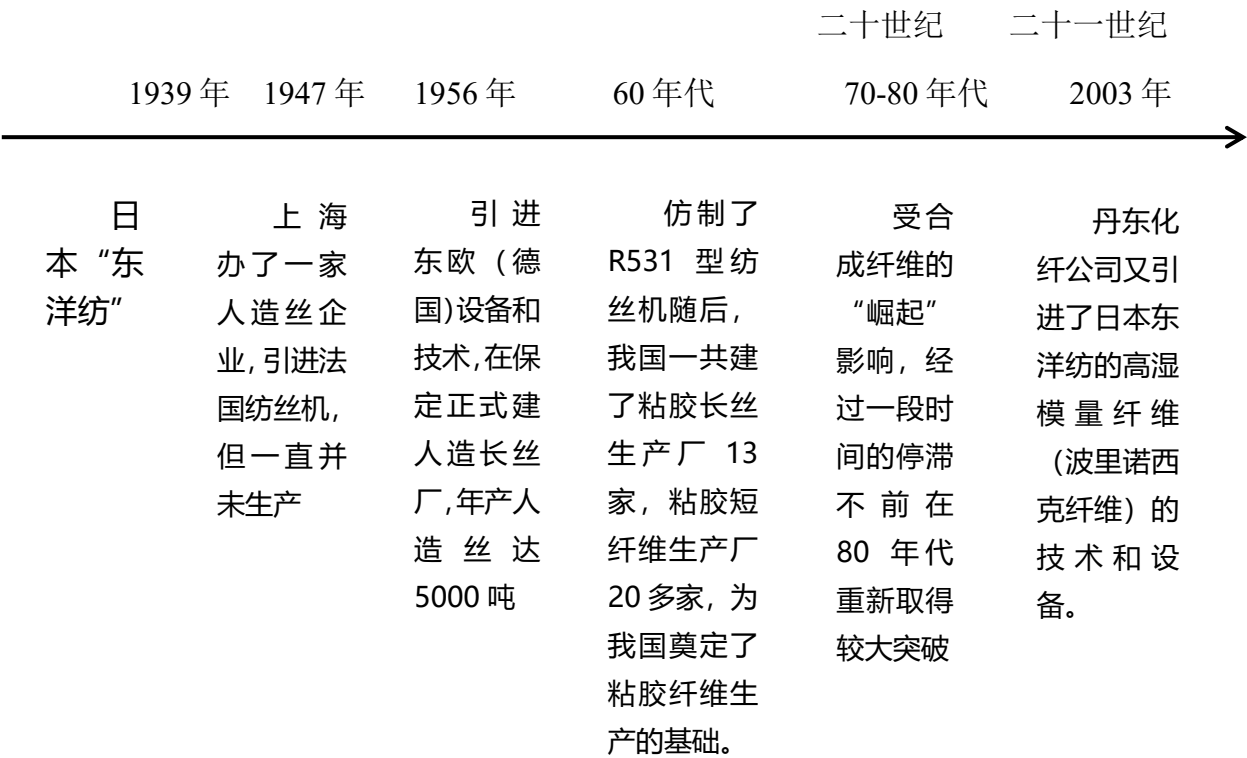 二十世纪 二十一世纪
1939 年 1947 年 1956 年 60 年代 70-80 年代 2003 年
日
本“东
洋纺”
上海
办了一家
人造丝企
业,引进法
国纺丝机,
但一直并
未生产
引进
东欧（德
国)设备和
技术,在保
定正式建
人造长丝
厂,年产人
造丝达
5000 吨
仿制了
R531 型纺
丝机随后，
我国一共建
了粘胶长丝
生产厂 13
家，粘胶短
纤维生产厂
20 多家，为
我国奠定了
粘胶纤维生
产的基础。
受合
成纤维的
“崛起”
影响，经
过一段时
间的停滞
不前在
80 年代
重新取得
较大突破
丹东化
纤公司又引
进了日本东
洋纺的高湿
模量纤维
（波里诺西
克纤维）的
技术和设
备。